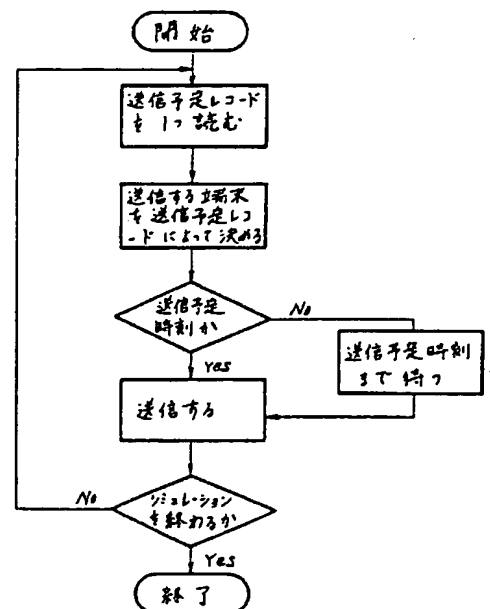 開始
送信予定レコード
を1つ読む
送信する端末
を送信予定レコ
ードによって決める
送信予定
時刻か
No
Yes
送信予定時刻
まで待つ
送信する
シミュレーション
を終わるか
No
Yes
終了